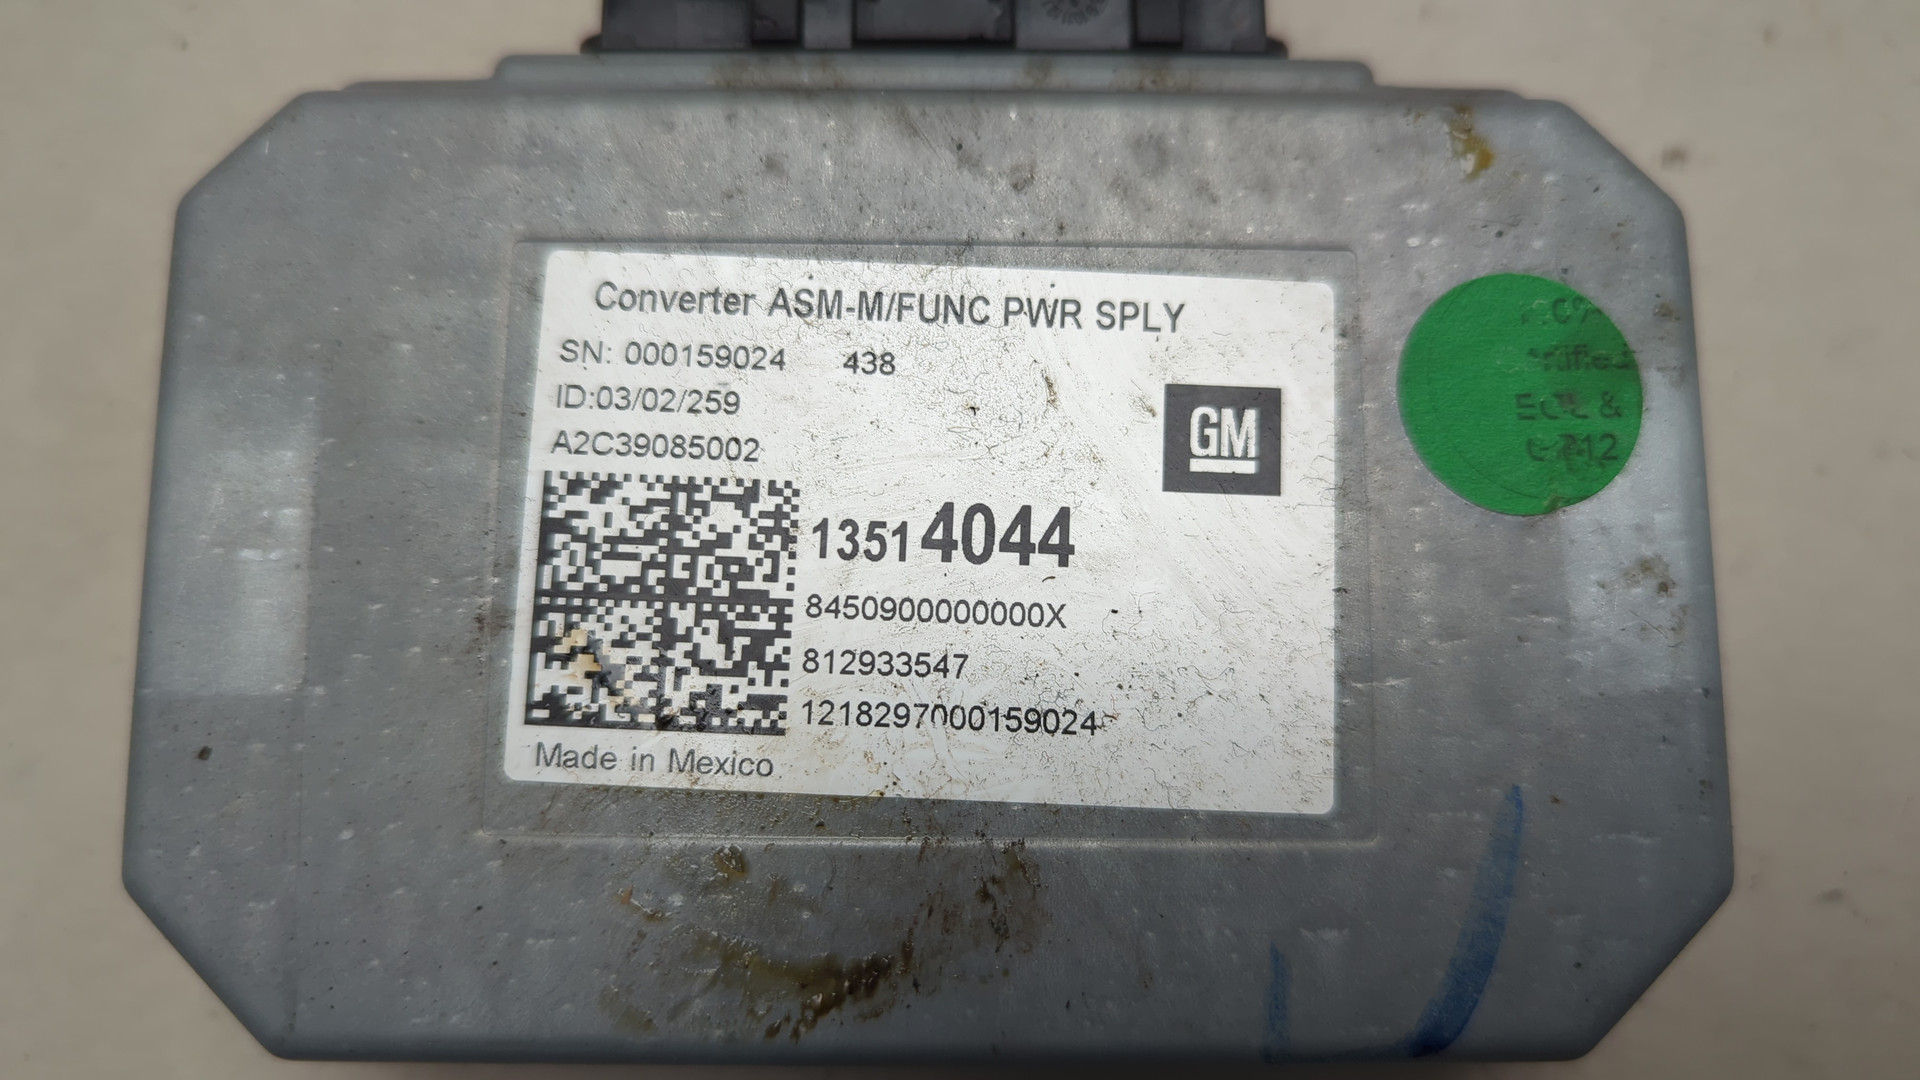 Converter ASM-M/FUNC PWR SPLY
SN: 000159024 438
ID:03/02/259
A2C39085002
GM
13514044
8450900000000X
812933547
1218297000159024
Made in Mexico
&